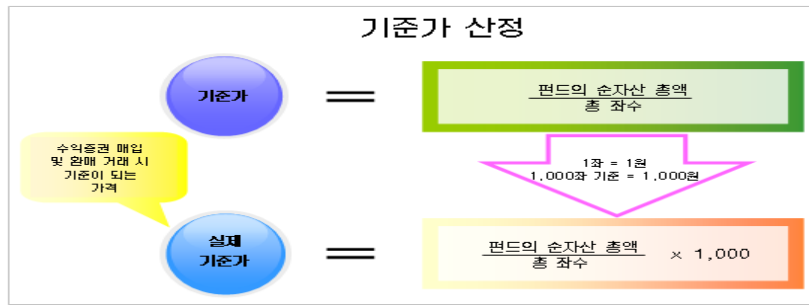 기준가 산정
기준가
=
펀드의 순자산 총액
총 좌수
수익증권 매입
및 환매 거래 시
기준이 되는
가격
1좌 = 1원
1,000좌 기준 = 1,000원
실제
기준가
=
펀드의 순자산 총액
총 좌수
× 1,000